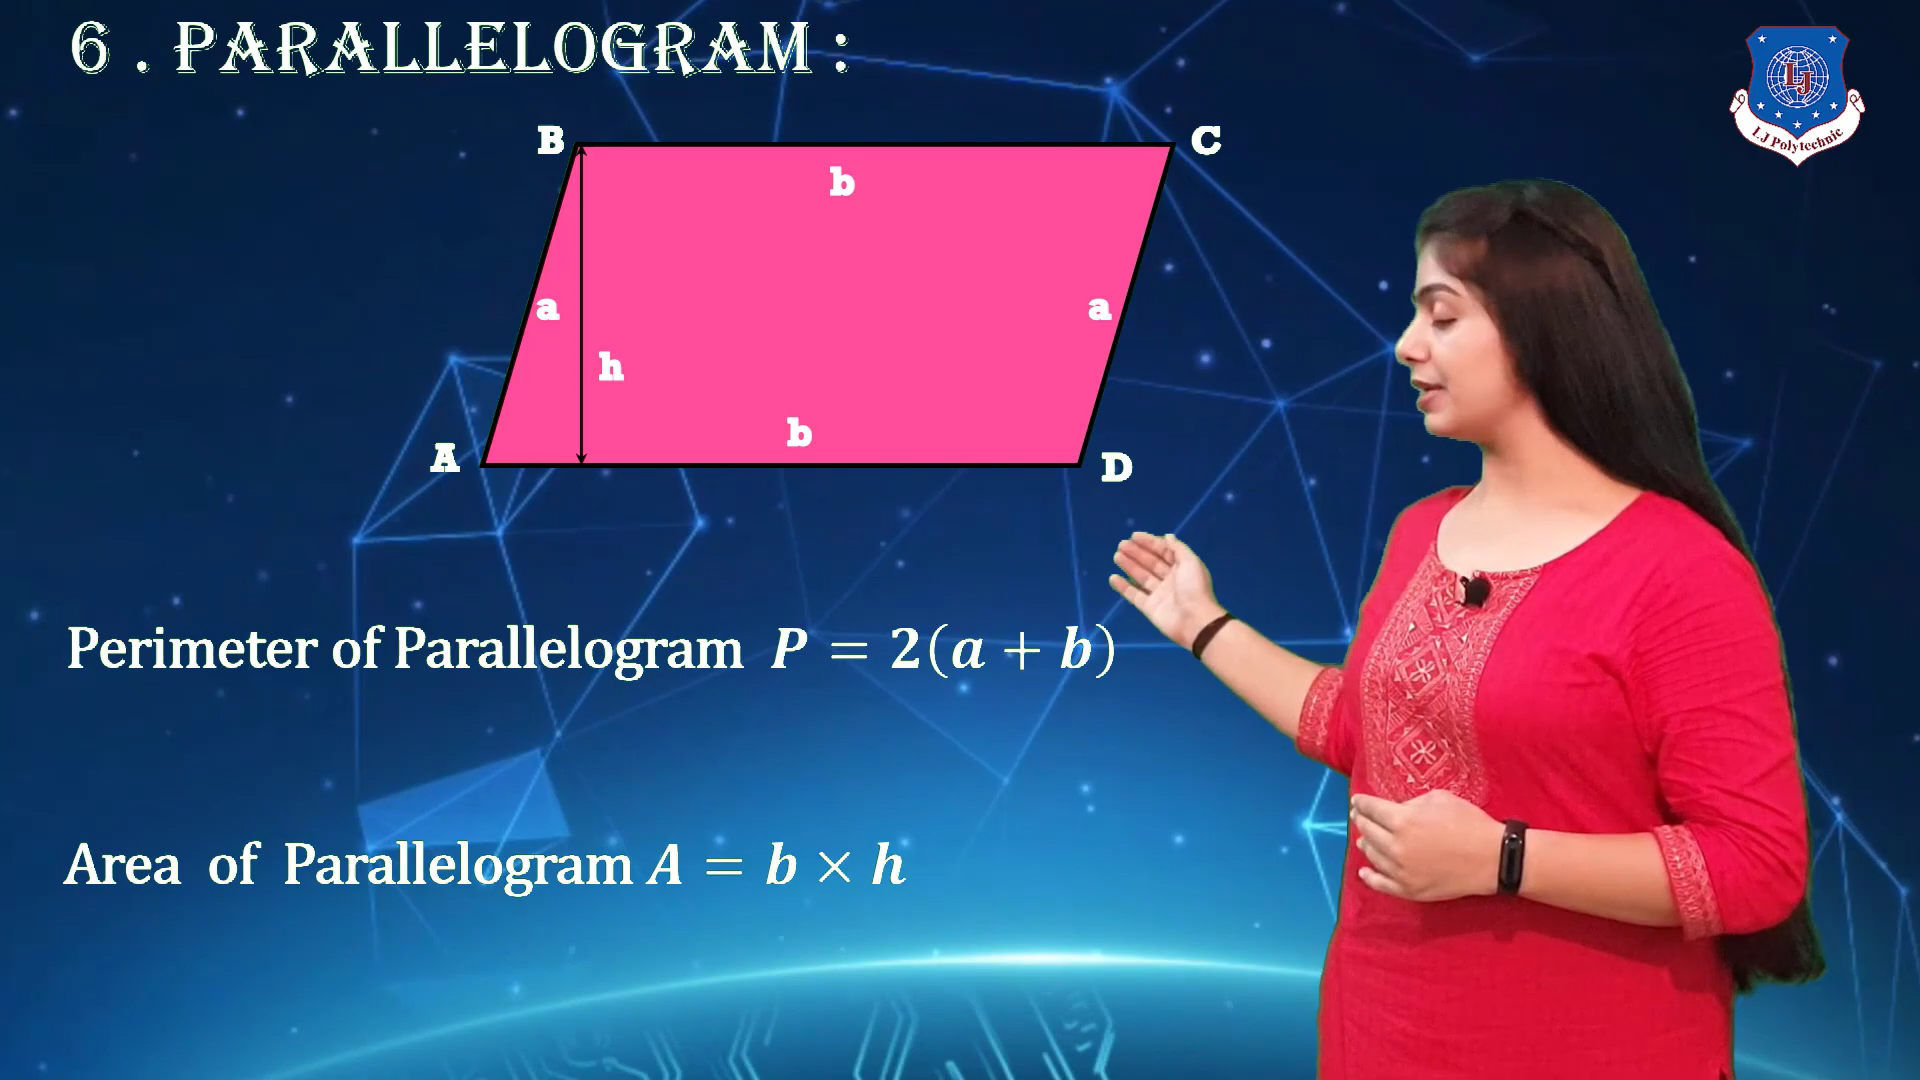 6 . PARALLELOGRAM :
LJ
LJ Polytechnic
B
C
b
a
a
h
b
A
D
Perimeter of Parallelogram P = 2(a + b)
Area of Parallelogram A = b × h